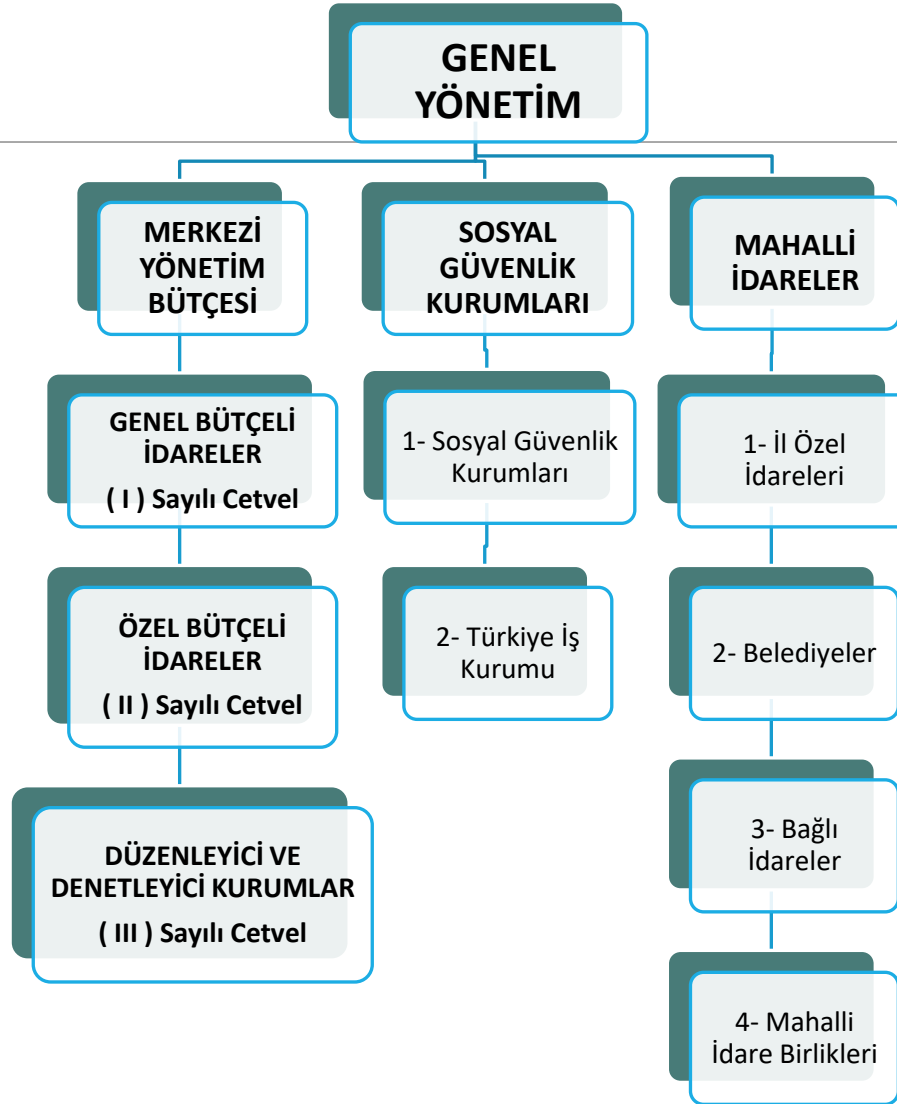 GENEL
YÖNETİM
MERKEZİ
YÖNETİM
BÜTÇESİ
GENEL BÜTÇELİ
İDARELER
( I ) Sayılı Cetvel
ÖZEL BÜTÇELİ
İDARELER
( II ) Sayılı Cetvel
DÜZENLEYİCİ VE
DENETLEYİCİ KURUMLAR
( III ) Sayılı Cetvel
SOSYAL
GÜVENLİK
KURUMLARI
1- Sosyal Güvenlik
Kurumları
2- Türkiye İş
Kurumu
MAHALLİ
İDARELER
1- İl Özel
İdareleri
2- Belediyeler
3- Bağlı
İdareler
4- Mahalli
İdare Birlikleri